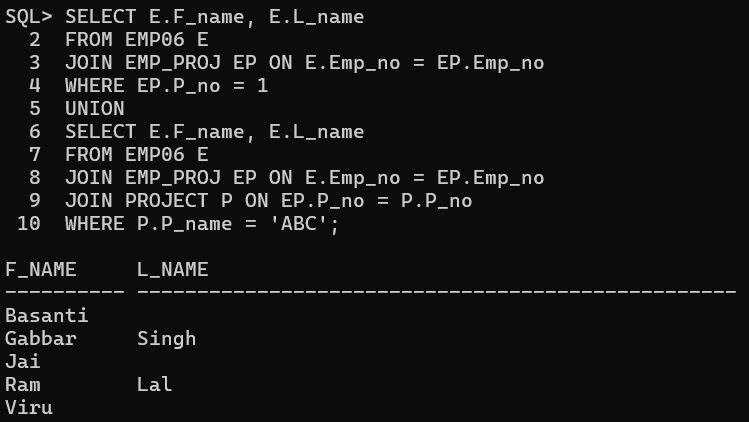 SQL> SELECT E.F_name, E.L_name
  2  FROM EMP06 E
  3  JOIN EMP_PROJ EP ON E.Emp_no = EP.Emp_no
  4  WHERE EP.P_no = 1
  5  UNION
  6  SELECT E.F_name, E.L_name
  7  FROM EMP06 E
  8  JOIN EMP_PROJ EP ON E.Emp_no = EP.Emp_no
  9  JOIN PROJECT P ON EP.P_no = P.P_no
 10  WHERE P.P_name = 'ABC';

F_NAME     L_NAME
---------- --------------------------------------------------
Basanti
Gabbar     Singh
Jai
Ram        Lal
Viru